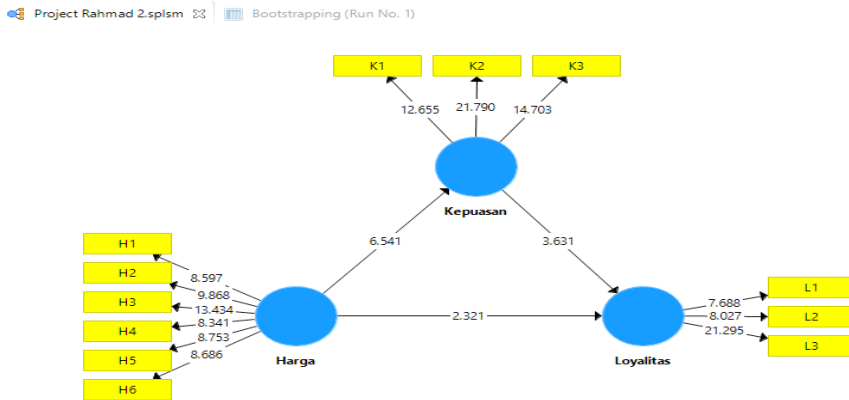 Project Rahmad 2.splsm
Bootstrapping (Run No. 1)
K1
K2
K3
12.655
21.790
14.703
Kepuasan
6.541
3.631
H1
H2
H3
H4
H5
H6
8.597
9.868
13.434
8.341
8.753
8.686
Harga
2.321
Loyalitas
7.688
8.027
21.295
L1
L2
L3